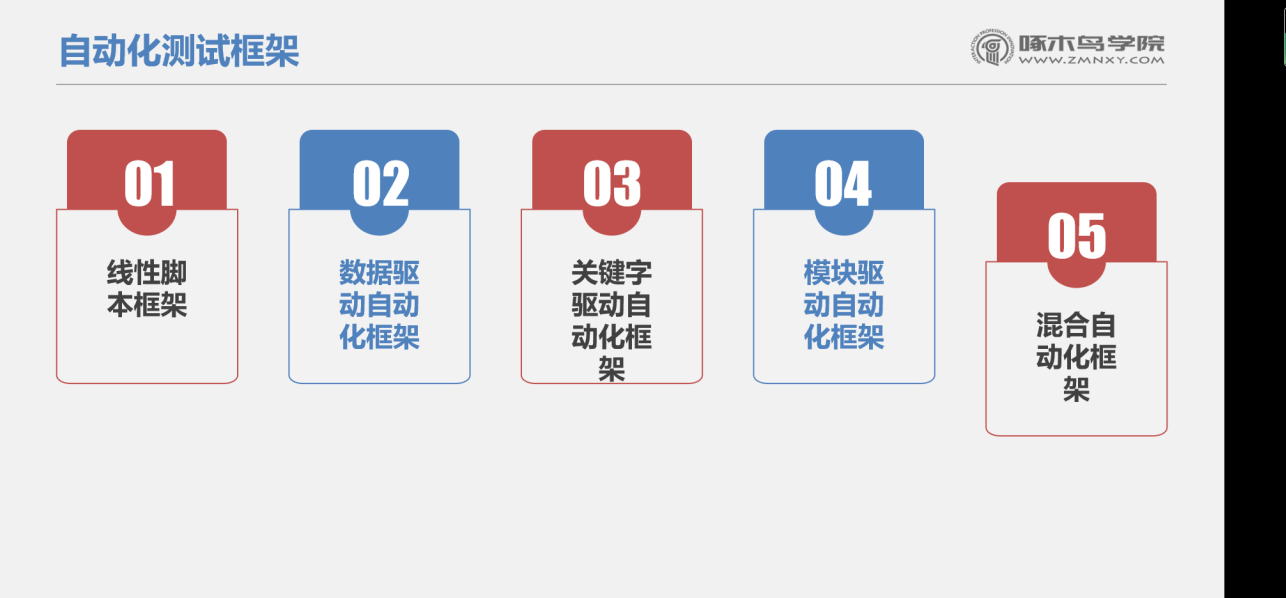 自动化测试框架
啄木鸟学院
WWW.ZMNXY.COM
01
线性脚
本框架
02
数据驱
动自动
化框架
03
关键字
驱动自
动化框
架
04
模块驱
动自动
化框架
05
混合自
动化框
架